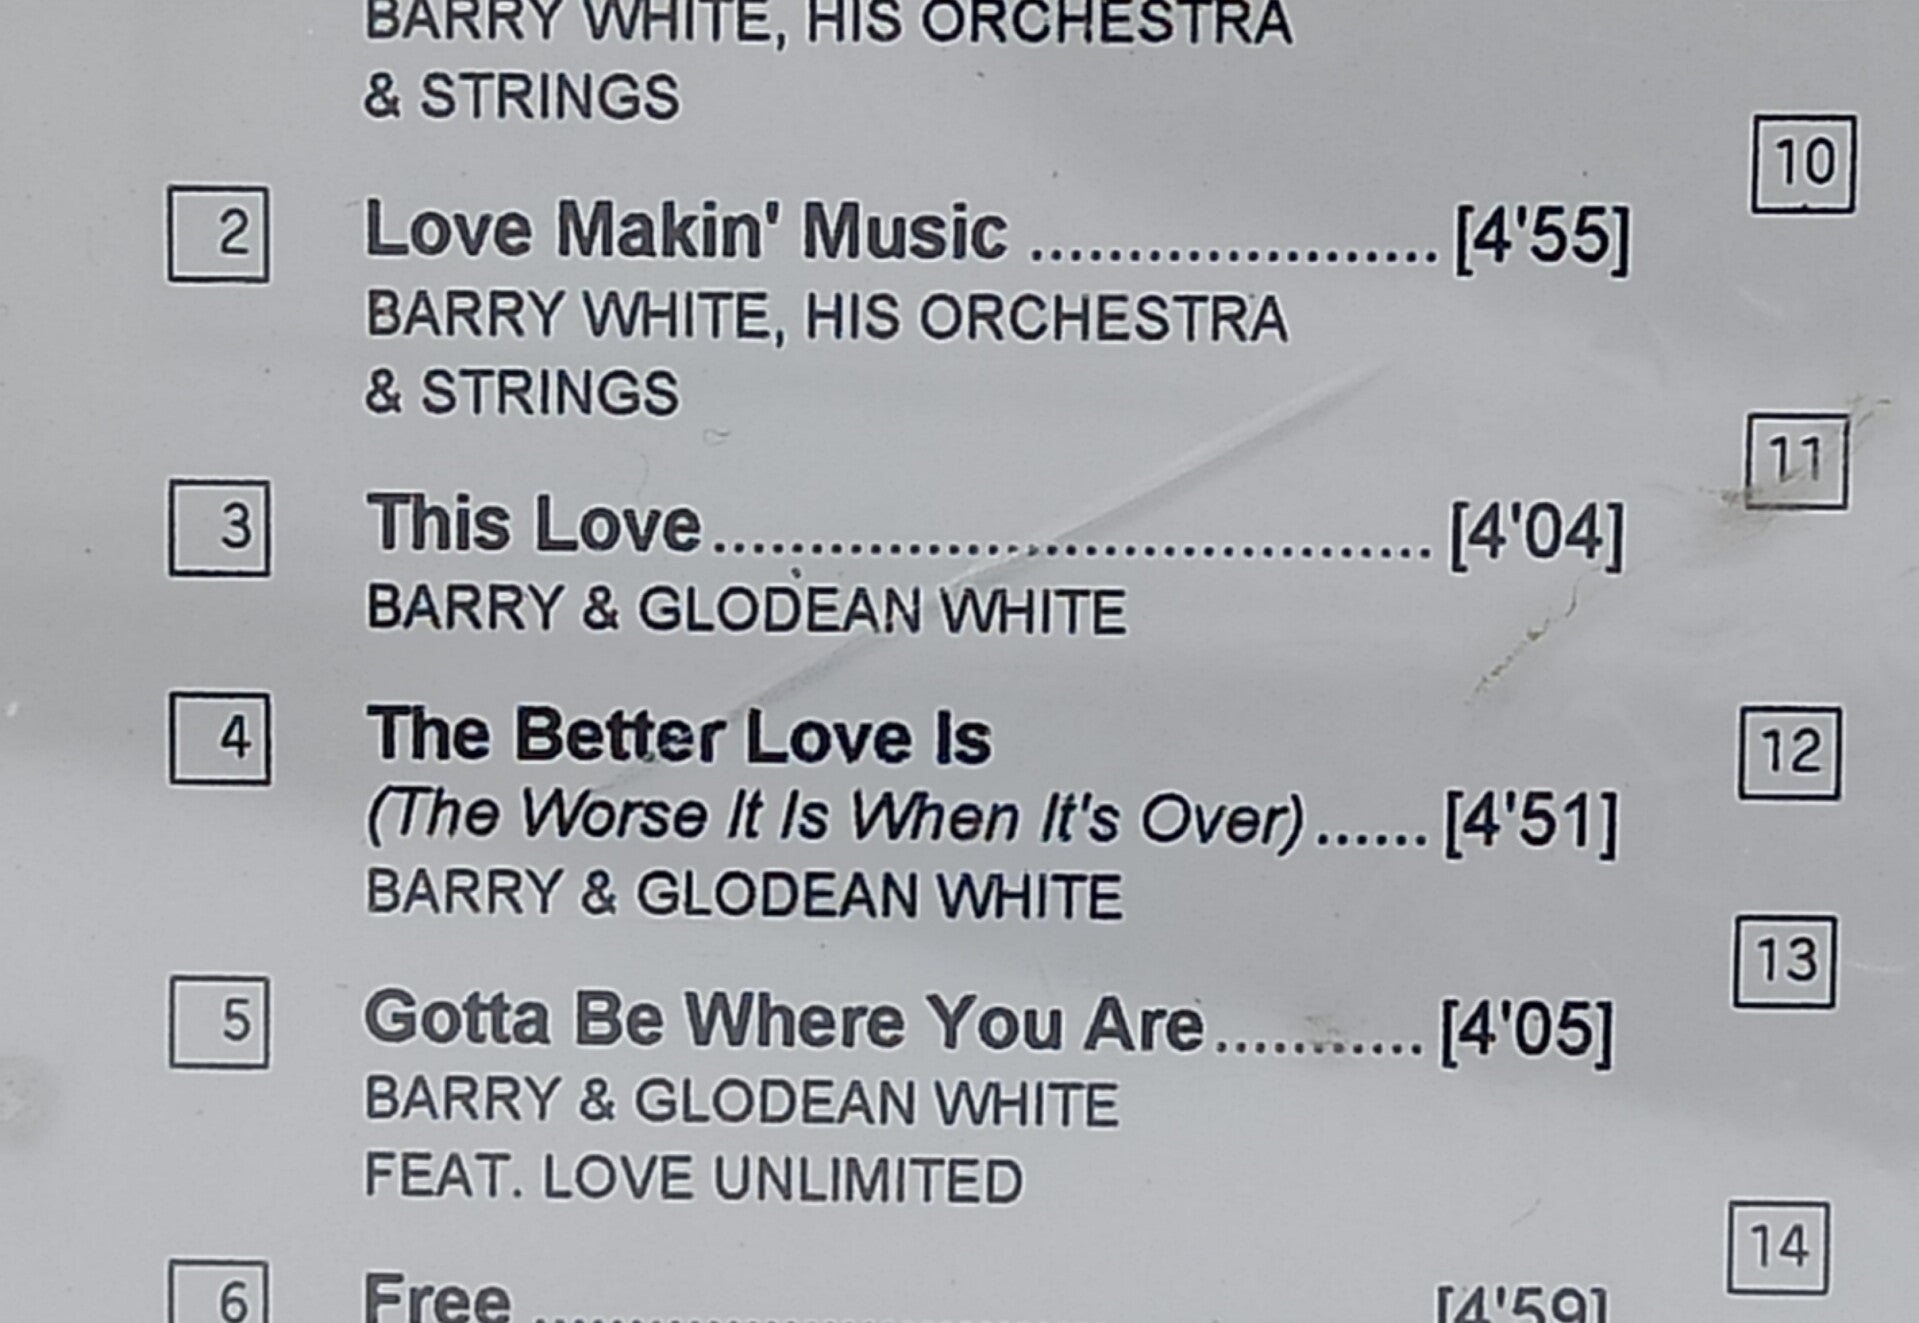 BARRY WHITE, HIS ORCHESTRA
& STRINGS
2 Love Makin' Music ..................... [4'55]
BARRY WHITE, HIS ORCHESTRA
& STRINGS
3 This Love..................................... [4'04]
BARRY & GLODEAN WHITE
4 The Better Love Is
(The Worse It Is When It's Over)...... [4'51]
BARRY & GLODEAN WHITE
5 Gotta Be Where You Are........... [4'05]
BARRY & GLODEAN WHITE
FEAT. LOVE UNLIMITED
6 Free .............................................. [4'59]
10
11
12
13
14